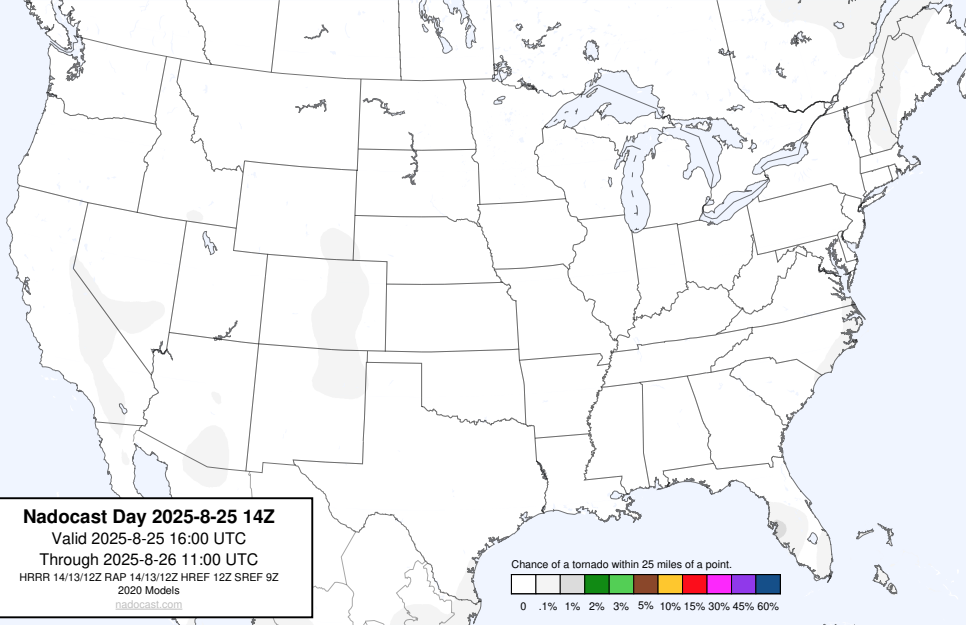 Nadocast Day 2025-8-25 14Z
Valid 2025-8-25 16:00 UTC
Through 2025-8-26 11:00 UTC
HRRR 14/13/12Z RAP 14/13/12Z HREF 12Z SREF 9Z
2020 Models
nadocast.com
Chance of a tornado within 25 miles of a point.
0 .1% 1% 2% 3% 5% 10% 15% 30% 45% 60%